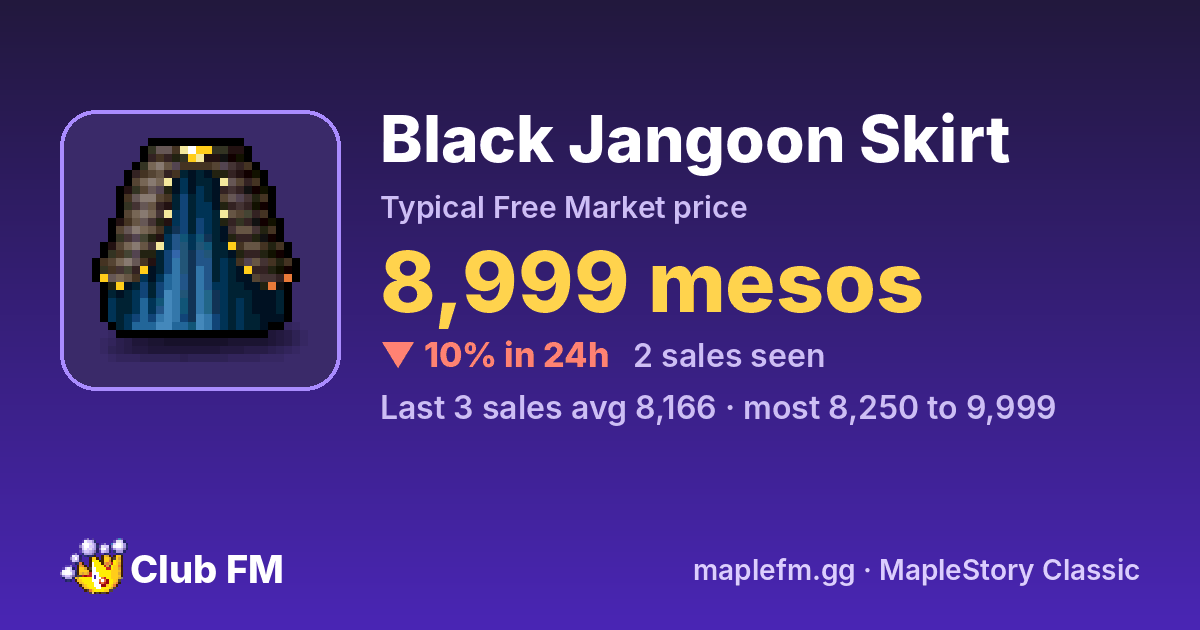 Black Jangoon Skirt
Typical Free Market price
8,999 mesos
▼ 10% in 24h 2 sales seen
Last 3 sales avg 8,166 · most 8,250 to 9,999
Club FM
maplefm.gg · MapleStory Classic